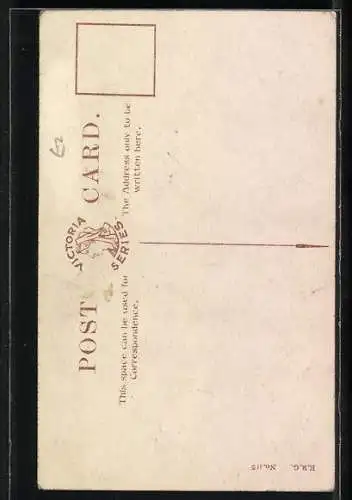 POST CARD.
VICTORIA
SERIES
This space can be used for
Correspondence.
The Address only to be
written here.
No. 115